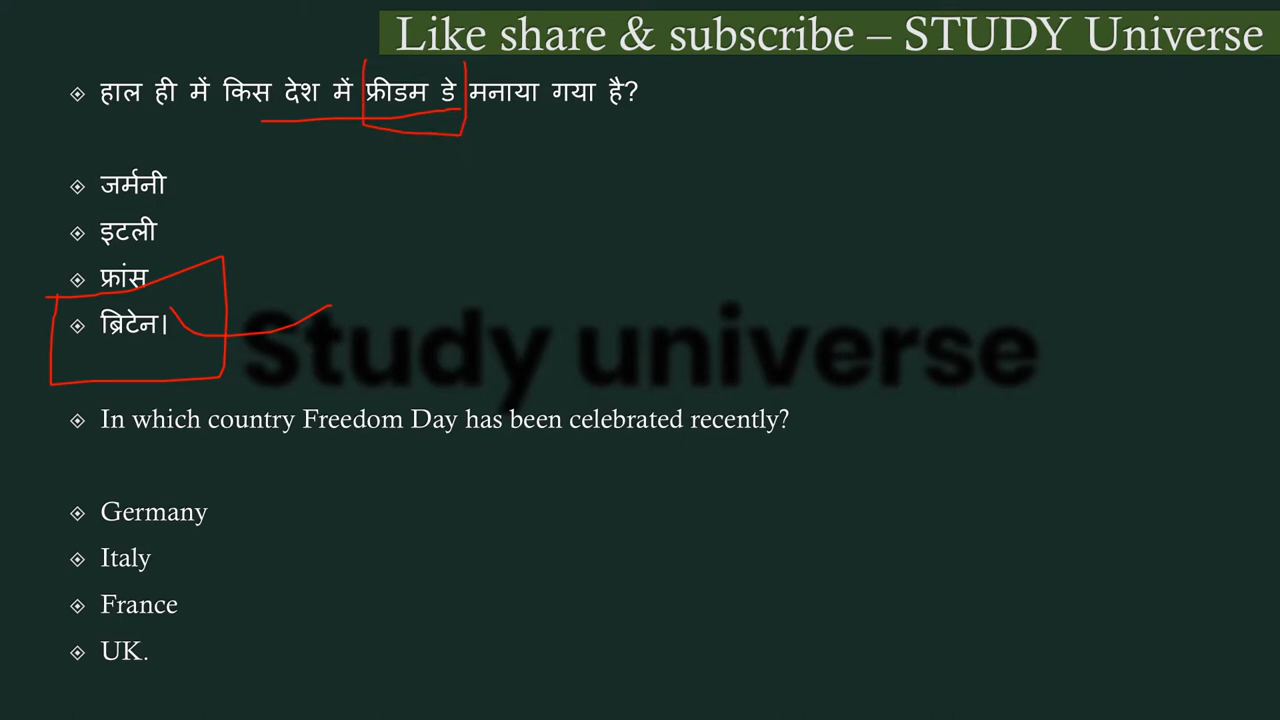 Like share & subscribe – STUDY Universe
हाल ही में किस देश में फ्रीडम डे मनाया गया है?
जर्मनी
इटली
फ्रांस
ब्रिटेन।
Study universe
In which country Freedom Day has been celebrated recently?
Germany
Italy
France
UK.